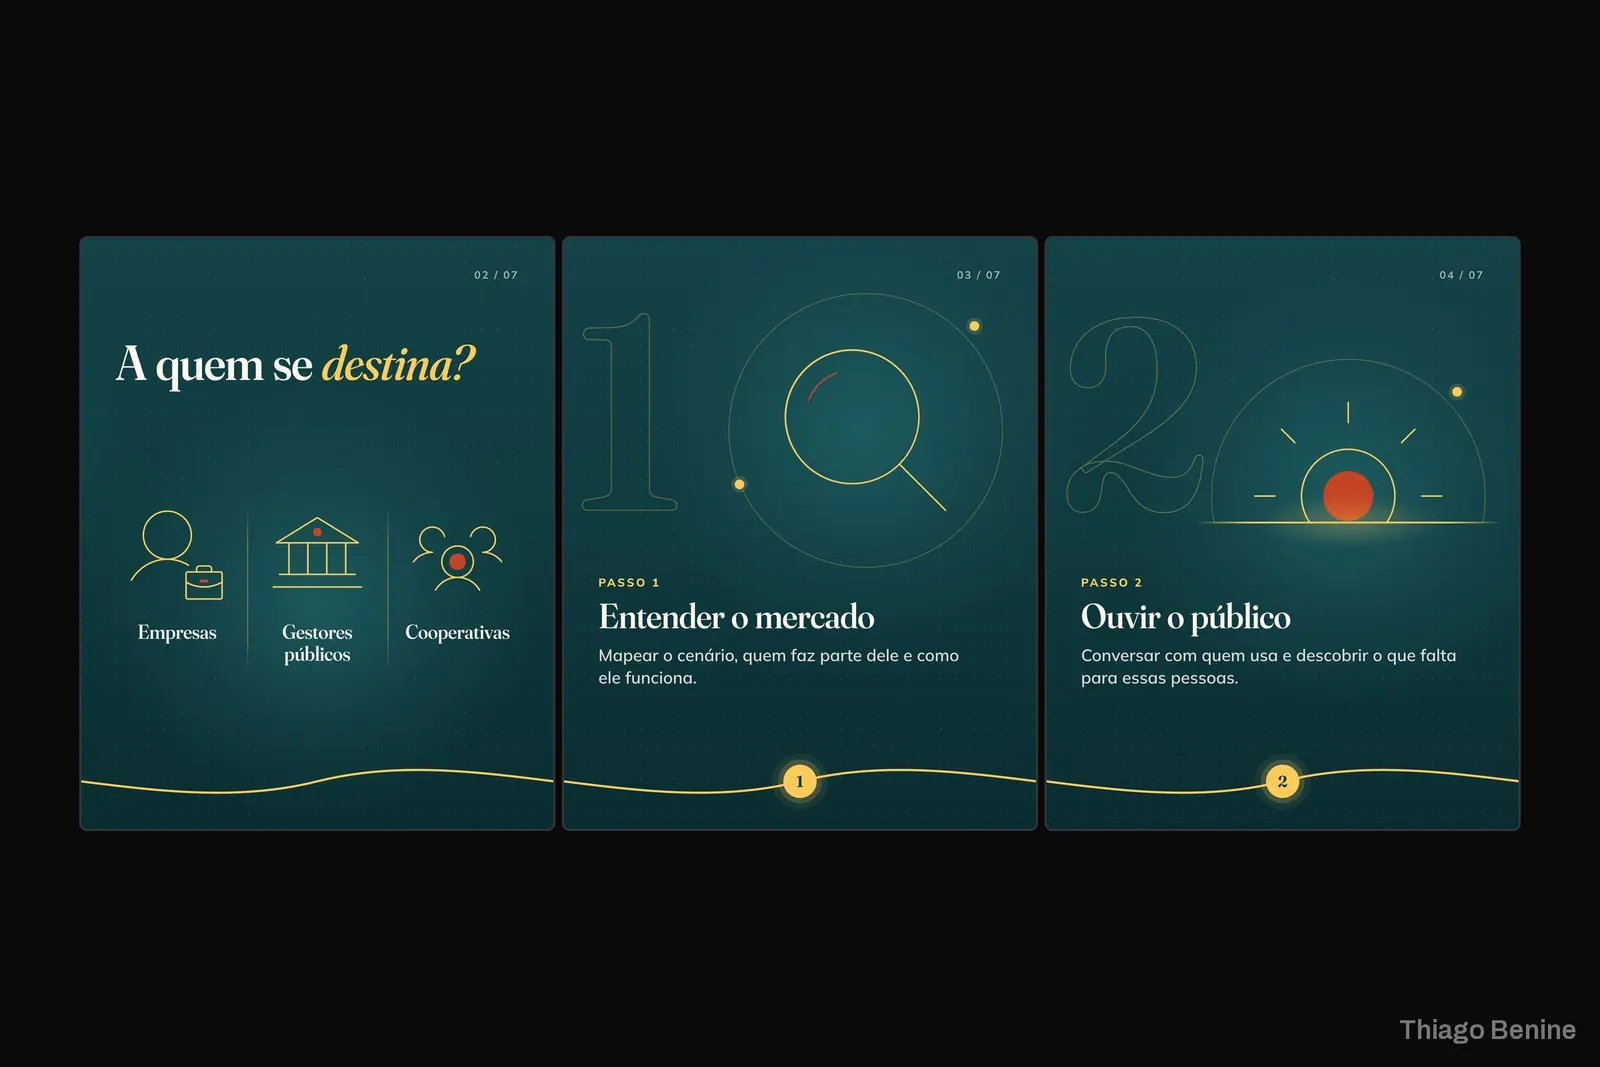 02 / 07
A quem se destina?
Empresas
Gestores
públicos
Cooperativas
03 / 07
1
PASSO 1
Entender o mercado
Mapear o cenário, quem faz parte dele e como
ele funciona.
1
04 / 07
2
PASSO 2
Ouvir o público
Conversar com quem usa e descobrir o que falta
para essas pessoas.
2
Thiago Benine